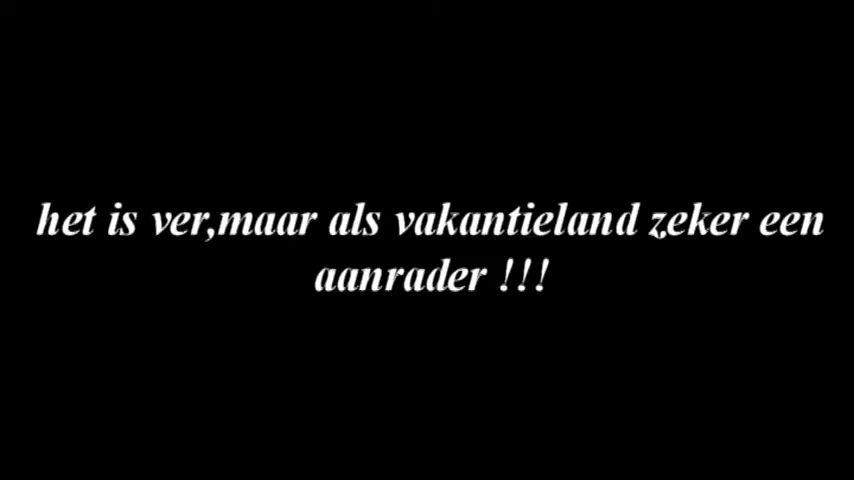 het is ver,maar als vakantieland zeker een
aanrader !!!